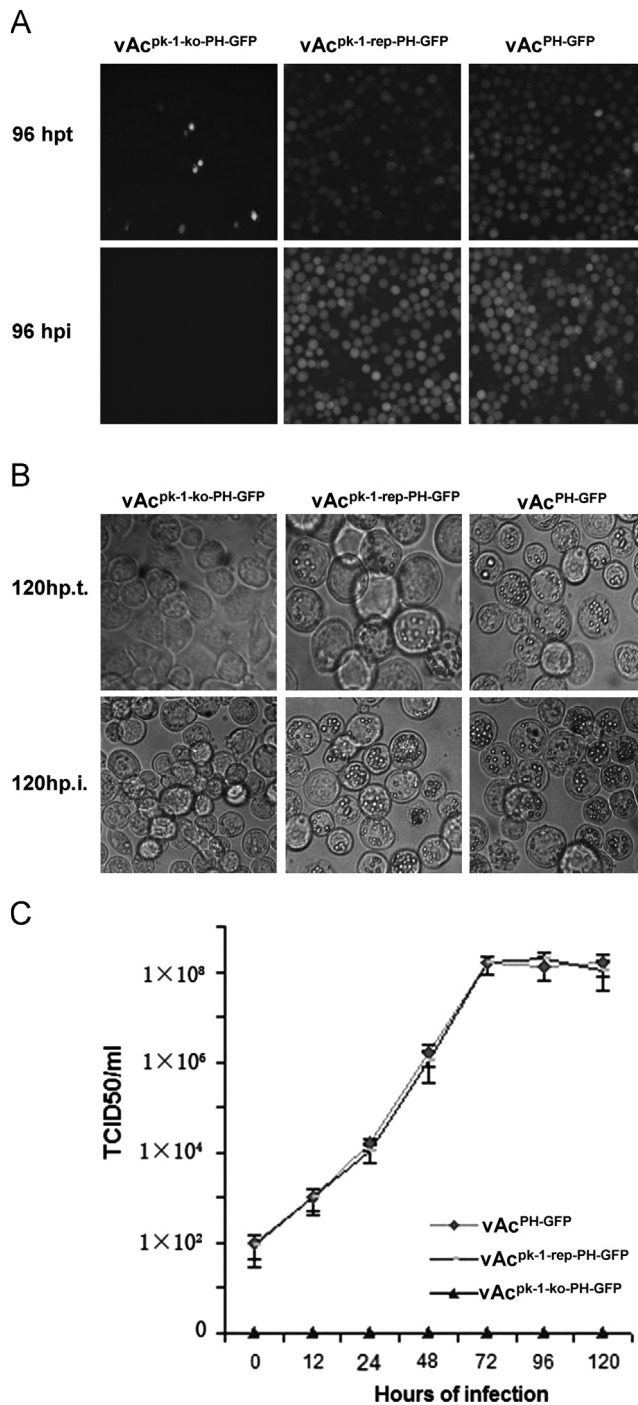 A
vAcpk-1-ko-PH-GFP vAcpk-1-rep-PH-GFP vAcPH-GFP
96 hpt
96 hpi
B
vAcpk-1-ko-PH-GFP vAcpk-1-rep-PH-GFP vAcPH-GFP
120hp.t.
120hp.i.
C
TCID50/ml
1×10⁸
1×10⁶
1×10⁴
1×10²
0
0 12 24 48 72 96 120
Hours of infection
vAcPH-GFP
vAcpk-1-rep-PH-GFP
vAcpk-1-ko-PH-GFP